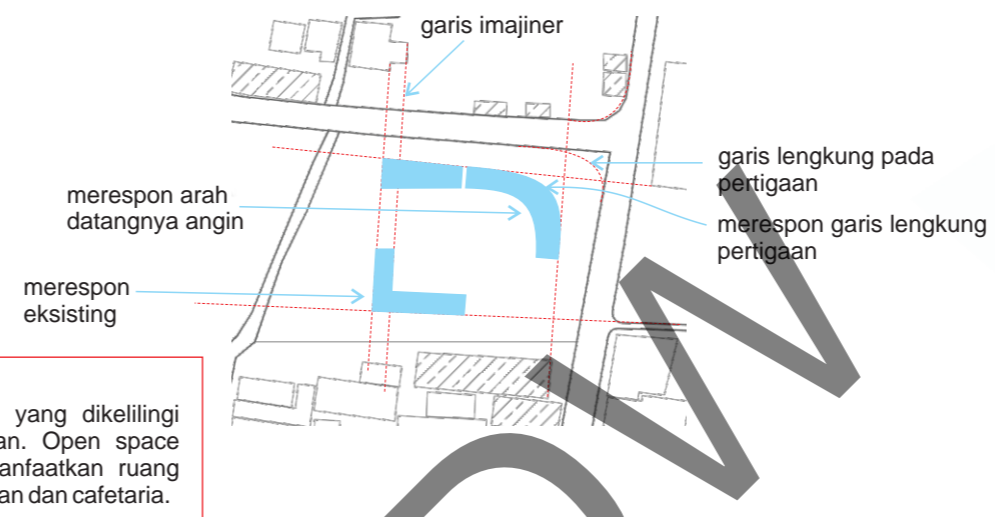 garis imajiner
garis lengkung pada
pertigaan
merespon arah
datangnya angin
merespon garis lengkung
pertigaan
merespon
eksisting
yang dikelilingi
an. Open space
anfaatkan ruang
an dan cafetaria.